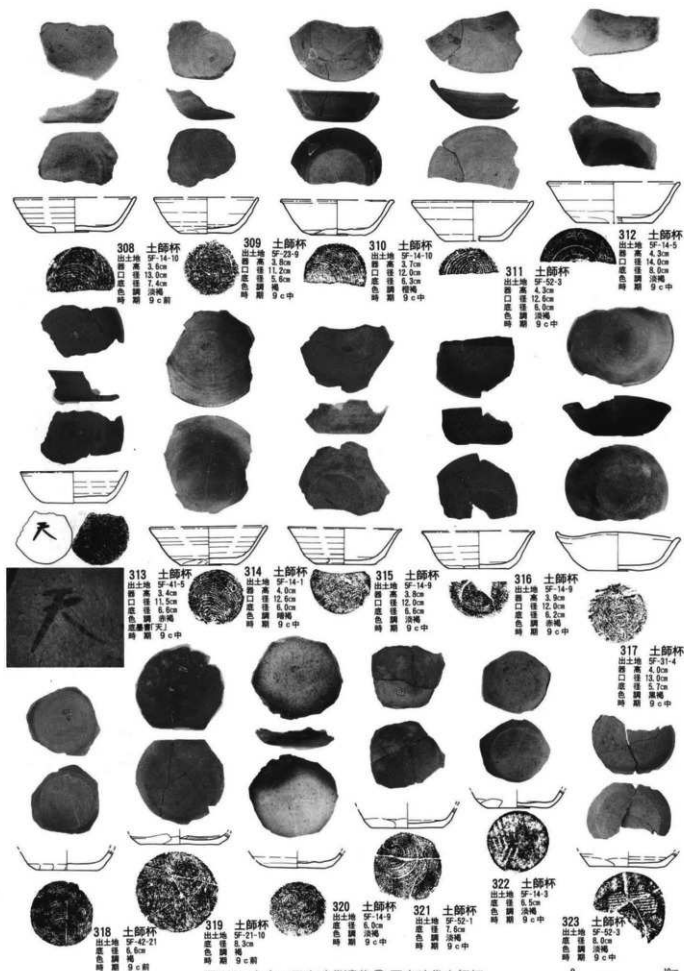 308 土師杯
出土地 5F-14-10
器高 3.6cm
口径 13.0cm
底径 7.4cm
色調 淡褐
時期 9c前
309 土師杯
出土地 5F-23-9
器高 3.8cm
口径 11.2cm
底径 5.6cm
色調 褐
時期 9c中
310 土師杯
出土地 5F-14-10
器高 3.7cm
口径 12.0cm
底径 6.3cm
色調 橙褐
時期 9c中
311 土師杯
出土地 5F-52-3
器高 4.3cm
口径 12.6cm
底径 6.0cm
色調 淡褐
時期 9c中
312 土師杯
出土地 5F-14-5
器高 4.3cm
口径 14.0cm
底径 8.0cm
色調 淡褐
時期 9c中
天
天
313 土師杯
出土地 5F-41-5
器高 3.4cm
口径 11.5cm
底径 6.6cm
色調 赤褐
底墨書「天」
時期 9c中
314 土師杯
出土地 5F-14-1
器高 4.0cm
口径 12.6cm
底径 6.0cm
色調 暗褐
時期 9c中
315 土師杯
出土地 5F-14-9
器高 3.8cm
口径 12.0cm
底径 6.6cm
色調 淡褐
時期 9c中
316 土師杯
出土地 5F-14-9
器高 3.9cm
口径 12.0cm
底径 6.2cm
色調 赤褐
時期 9c中
317 土師杯
出土地 5F-31-4
器高 4.0cm
口径 13.0cm
底径 5.7cm
色調 黒褐
時期 9c中
318 土師杯
出土地 5F-42-21
底径 6.6cm
色調 褐
時期 9c前
319 土師杯
出土地 5F-21-10
底径 8.3cm
色調 褐
時期 9c前
320 土師杯
出土地 5F-14-9
底径 6.0cm
色調 淡褐
時期 9c中
321 土師杯
出土地 5F-52-1
底径 7.6cm
色調 淡褐
時期 9c中
322 土師杯
出土地 5F-14-3
底径 6.5cm
色調 淡褐
時期 9c中
323 土師杯
出土地 5F-52-3
底径 8.0cm
色調 淡褐
時期 9c中